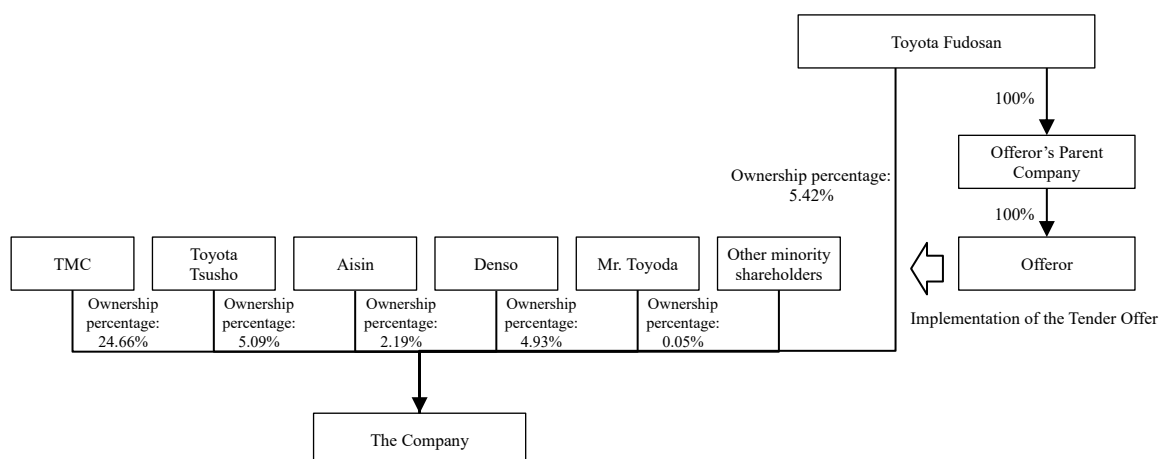 Toyota Fudosan
100%
Offeror’s Parent
Company
Ownership percentage:
5.42%
100%
TMC
Toyota
Tsusho
Aisin
Denso
Mr. Toyoda
Other minority
shareholders
Offeror
Ownership
percentage:
24.66%
Ownership
percentage:
5.09%
Ownership
percentage:
2.19%
Ownership
percentage:
4.93%
Ownership
percentage:
0.05%
Implementation of the Tender Offer
The Company